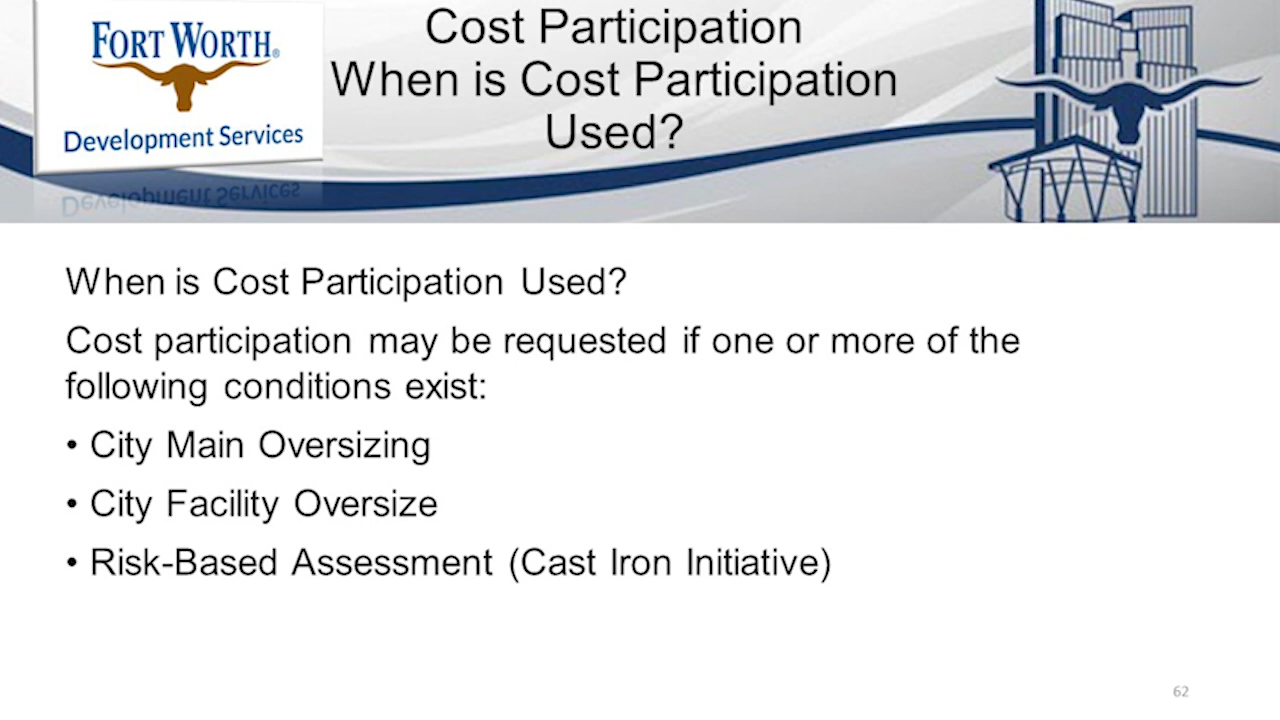 FORT WORTH®
Development Services
Cost Participation
When is Cost Participation
Used?
When is Cost Participation Used?
Cost participation may be requested if one or more of the
following conditions exist:
• City Main Oversizing
• City Facility Oversize
• Risk-Based Assessment (Cast Iron Initiative)
62